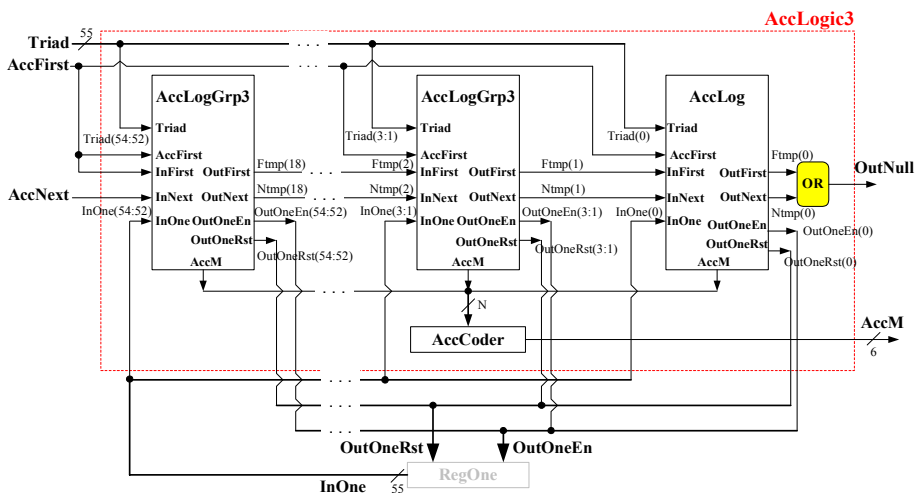 AccLogic3
Triad
55
AccFirst
AccNext
AccLogGrp3
Triad
AccFirst
InFirst
OutFirst
InNext
OutNext
InOne
OutOneEn
OutOneRst
AccM
Triad(54:52)
InOne(54:52)
Ftmp(18)
Ntmp(18)
OutOneEn(54:52)
OutOneRst(54:52)
. . .
. . .
. . .
. . .
Ftmp(2)
Ntmp(2)
InOne(3:1)
Triad(3:1)
AccLogGrp3
Triad
AccFirst
InFirst
OutFirst
InNext
OutNext
InOne
OutOneEn
OutOneRst
AccM
Ftmp(1)
Ntmp(1)
OutOneEn(3:1)
OutOneRst(3:1)
Triad(0)
InOne(0)
AccLog
Triad
AccFirst
InFirst
OutFirst
InNext
OutNext
InOne
OutOneEn
OutOneRst
AccM
Ftmp(0)
Ntmp(0)
OutOneEn(0)
OutOneRst(0)
OR
OutNull
. . .
N
AccCoder
AccM
6
. . .
. . .
. . .
OutOneRst
OutOneEn
RegOne
InOne
55